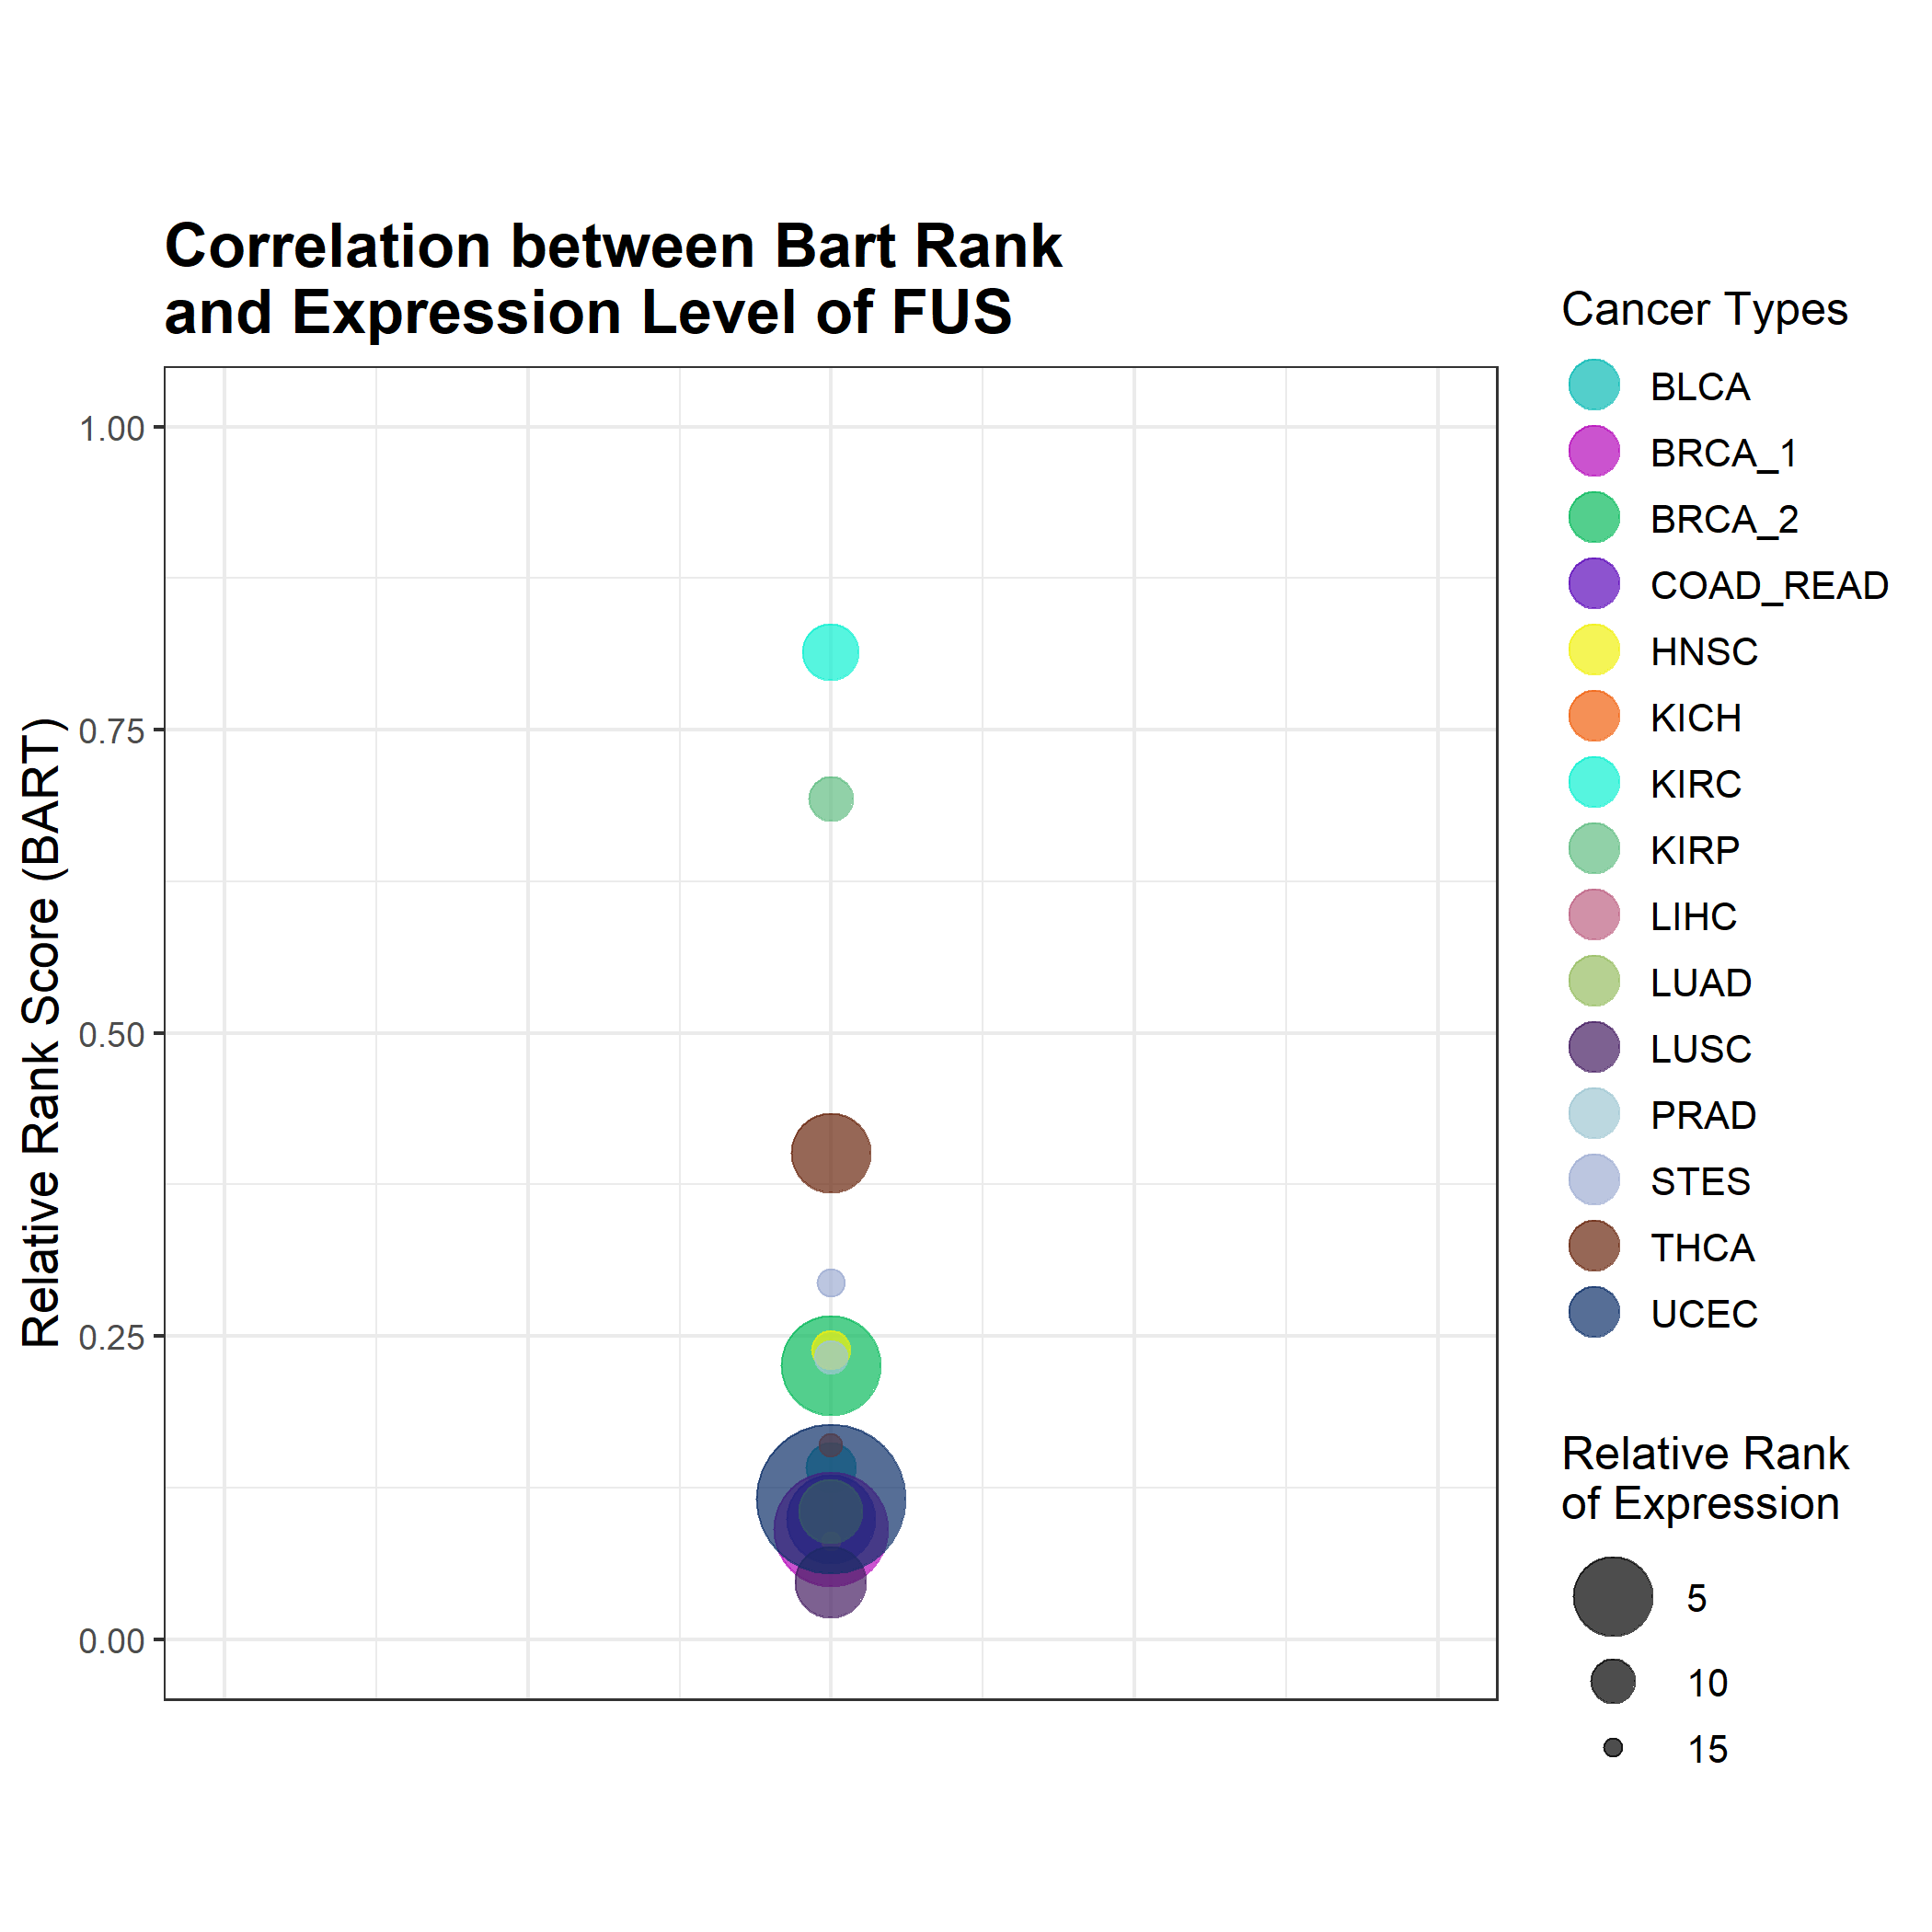 Correlation between Bart Rank
and Expression Level of FUS
Relative Rank Score (BART)
1.00
0.75
0.50
0.25
0.00
Cancer Types
BLCA
BRCA_1
BRCA_2
COAD_READ
HNSC
KICH
KIRC
KIRP
LIHC
LUAD
LUSC
PRAD
STES
THCA
UCEC
Relative Rank
of Expression
5
10
15